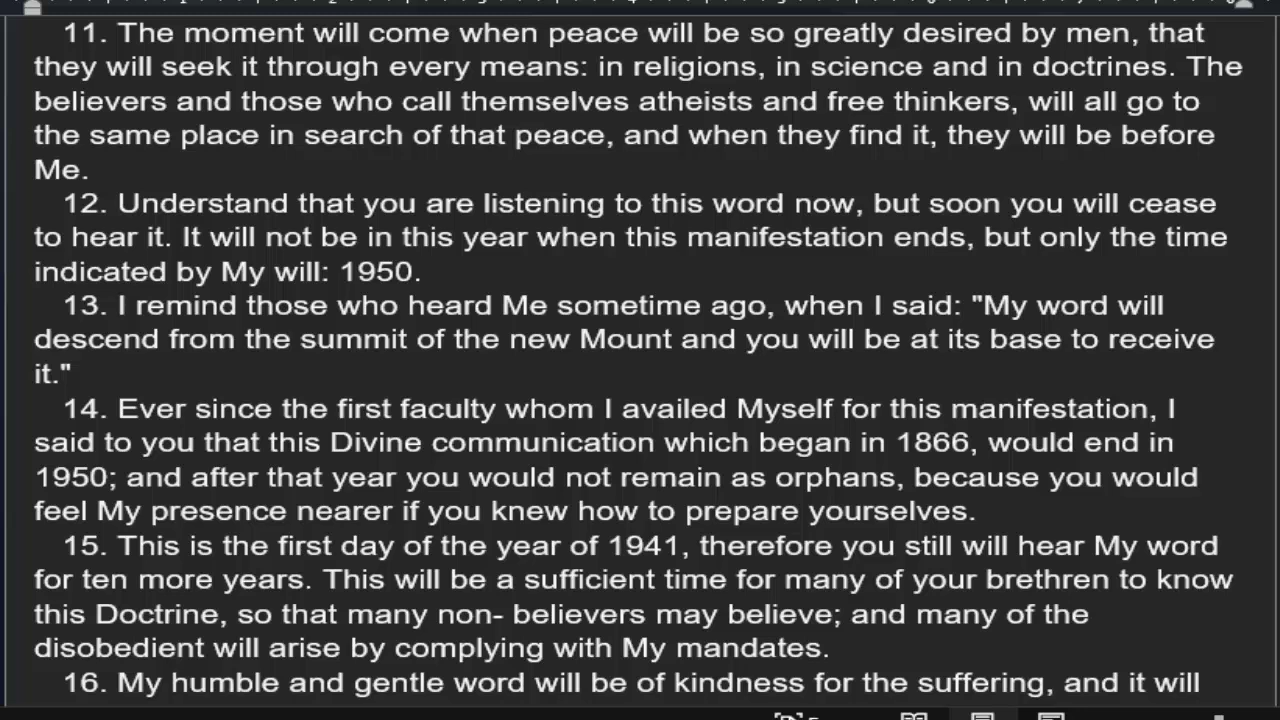 11. The moment will come when peace will be so greatly desired by men, that
they will seek it through every means: in religions, in science and in doctrines. The
believers and those who call themselves atheists and free thinkers, will all go to
the same place in search of that peace, and when they find it, they will be before
Me.
12. Understand that you are listening to this word now, but soon you will cease
to hear it. It will not be in this year when this manifestation ends, but only the time
indicated by My will: 1950.
13. I remind those who heard Me sometime ago, when I said: "My word will
descend from the summit of the new Mount and you will be at its base to receive
it."
14. Ever since the first faculty whom I availed Myself for this manifestation, I
said to you that this Divine communication which began in 1866, would end in
1950; and after that year you would not remain as orphans, because you would
feel My presence nearer if you knew how to prepare yourselves.
15. This is the first day of the year of 1941, therefore you still will hear My word
for ten more years. This will be a sufficient time for many of your brethren to know
this Doctrine, so that many non- believers may believe; and many of the
disobedient will arise by complying with My mandates.
16. My humble and gentle word will be of kindness for the suffering, and it will